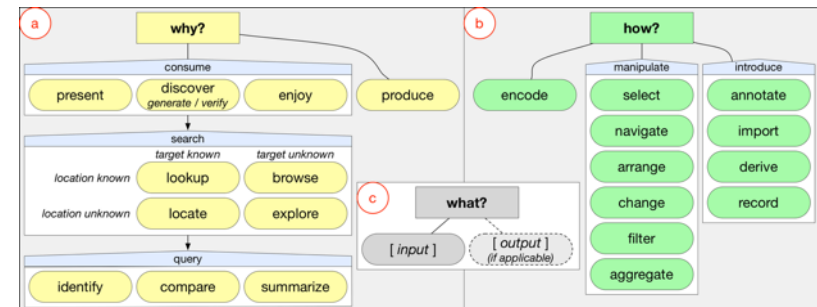 a
why?
consume
present
discover
generate / verify
enjoy
produce
search
target known
target unknown
location known
lookup
browse
location unknown
locate
explore
query
identify
compare
summarize
b
how?
encode
manipulate
select
navigate
arrange
change
filter
aggregate
introduce
annotate
import
derive
record
c
what?
[ input ]
[ output ]
(if applicable)